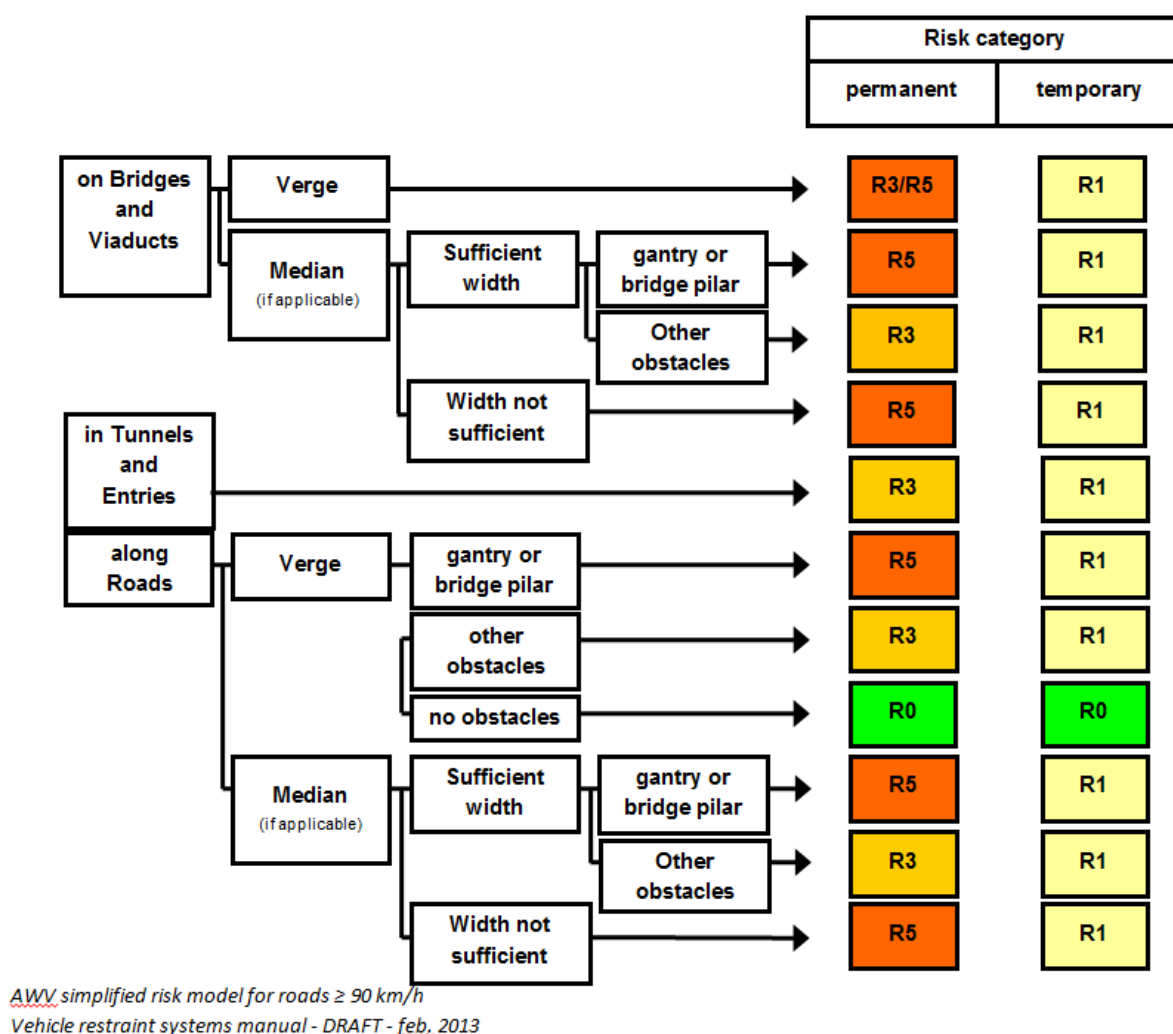 Risk category
permanent temporary
on Bridges
and
Viaducts
Verge
R3/R5 R1
Median
(if applicable)
Sufficient
width
gantry or
bridge pilar
R5 R1
Other
obstacles
R3 R1
Width not
sufficient
R5 R1
in Tunnels
and
Entries
R3 R1
along
Roads
Verge
gantry or
bridge pilar
R5 R1
other
obstacles
R3 R1
no obstacles
R0 R0
Median
(if applicable)
Sufficient
width
gantry or
bridge pilar
R5 R1
Other
obstacles
R3 R1
Width not
sufficient
R5 R1
AWV simplified risk model for roads ≥ 90 km/h
Vehicle restraint systems manual - DRAFT - feb. 2013